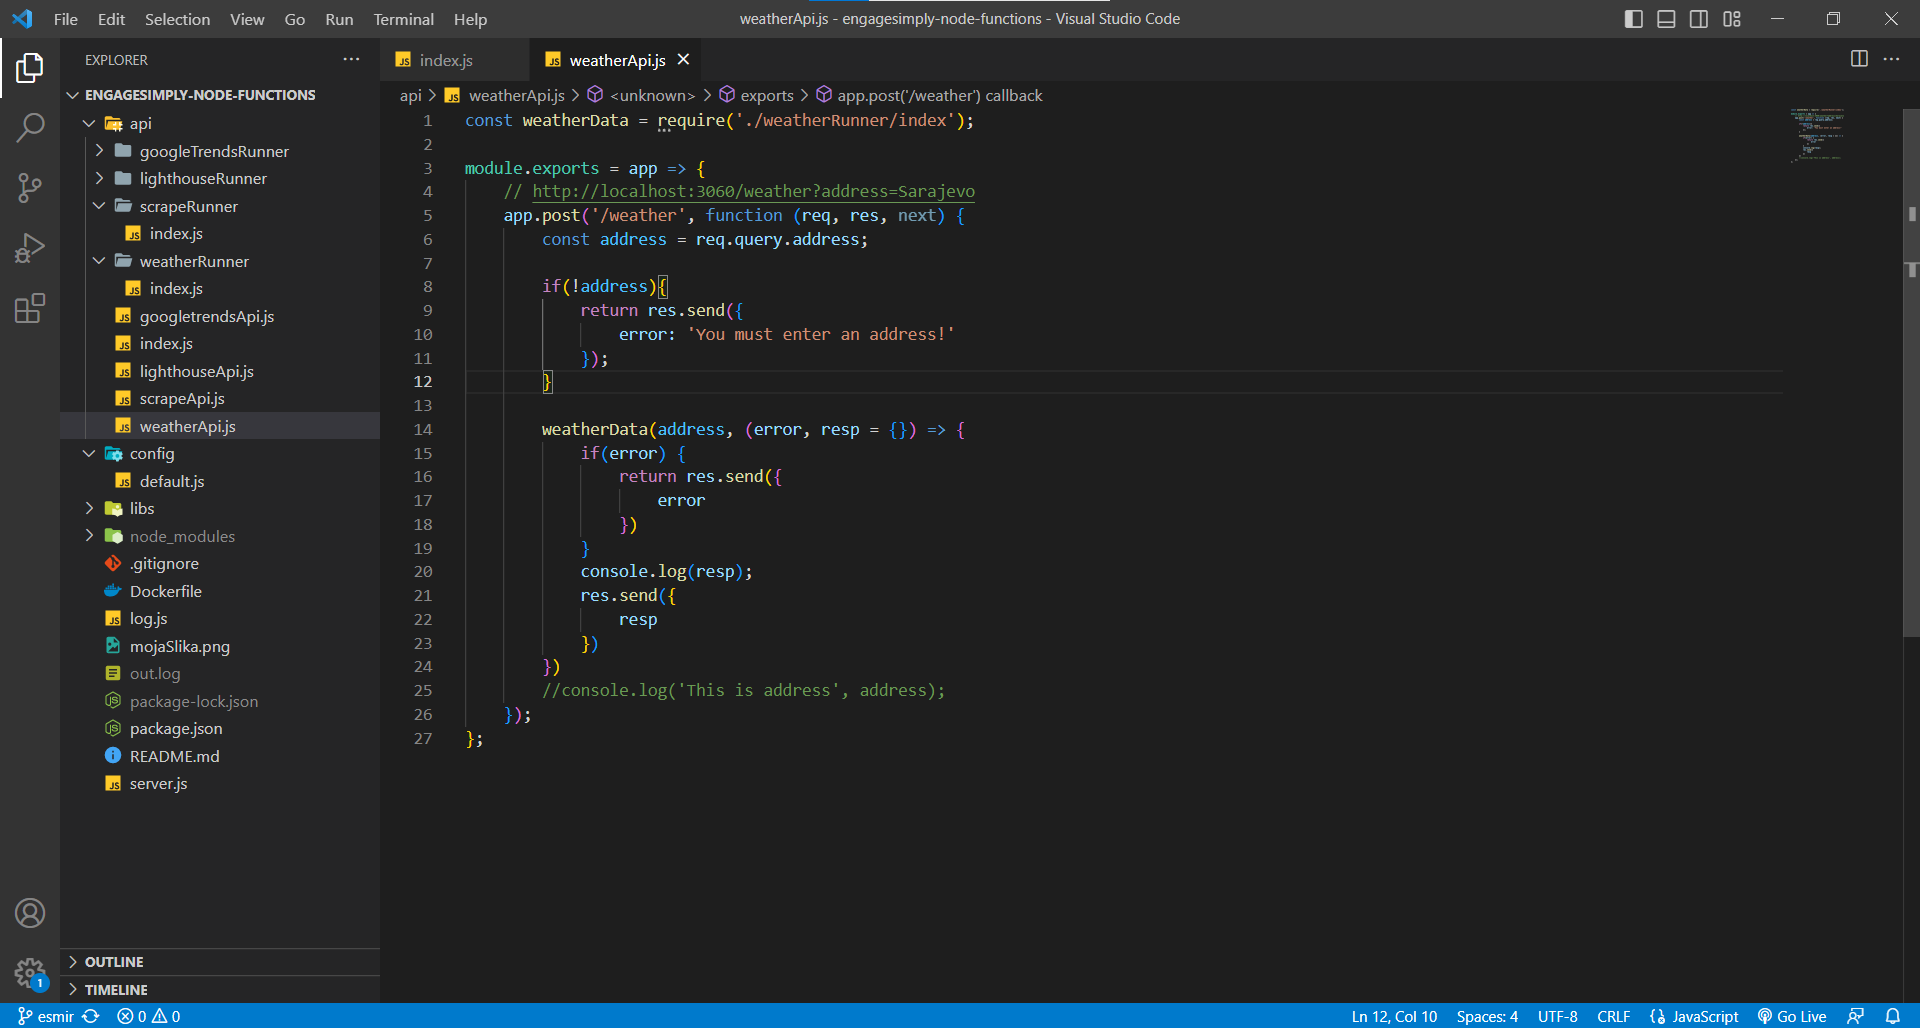 File Edit Selection View Go Run Terminal Help
weatherApi.js - engagesimply-node-functions - Visual Studio Code
EXPLORER
ENGAGESIMPLY-NODE-FUNCTIONS
api
googleTrendsRunner
lighthouseRunner
scrapeRunner
index.js
weatherRunner
index.js
googletrendsApi.js
index.js
lighthouseApi.js
scrapeApi.js
weatherApi.js
config
default.js
libs
node_modules
.gitignore
Dockerfile
log.js
mojaSlika.png
out.log
package-lock.json
package.json
README.md
server.js
OUTLINE
TIMELINE
index.js
weatherApi.js
api > weatherApi.js > <unknown> > exports > app.post('/weather') callback
1 const weatherData = require('./weatherRunner/index');
2
3 module.exports = app => {
4 // http://localhost:3060/weather?address=Sarajevo
5 app.post('/weather', function (req, res, next) {
6 const address = req.query.address;
7
8 if(!address){
9 return res.send({
10 error: 'You must enter an address!'
11 });
12 }
13
14 weatherData(address, (error, resp = {}) => {
15 if(error) {
16 return res.send({
17 error
18 })
19 }
20 console.log(resp);
21 res.send({
22 resp
23 })
24 })
25 //console.log('This is address', address);
26 });
27 };
1
esmir 0 0
Ln 12, Col 10 Spaces: 4 UTF-8 CRLF JavaScript Go Live